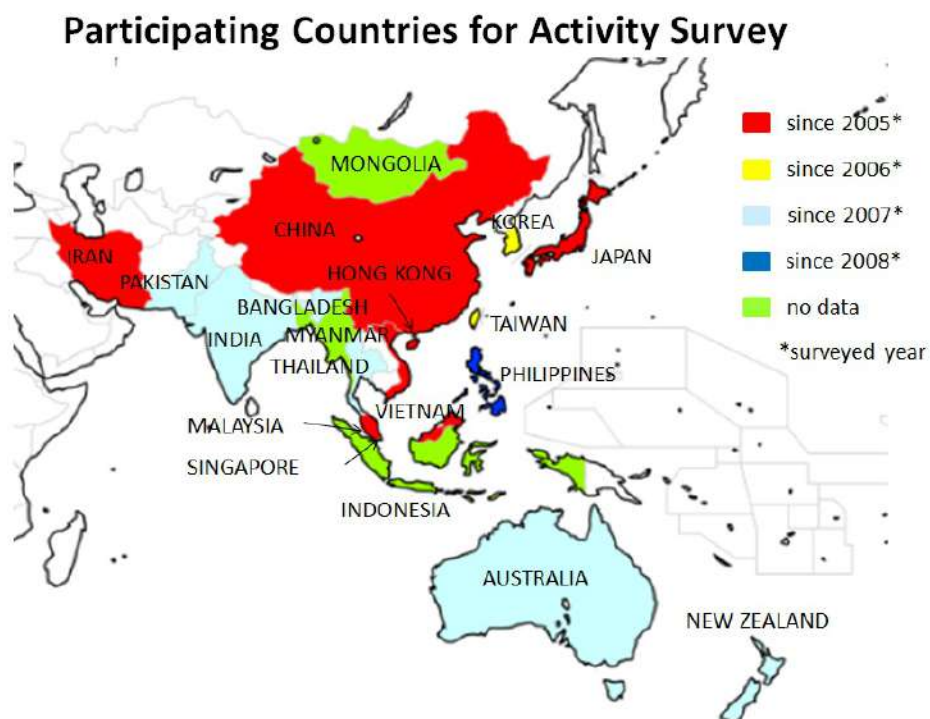 Participating Countries for Activity Survey
since 2005*
MONGOLIA
since 2006*
since 2007*
KOREA
CHINA
IRAN
JAPAN
since 2008*
HONG KONG
PAKISTAN
BANGLADESH
no data
TAIWAN
INDIA
MYANMAR
*surveyed year
THAILAND
PHILIPPINES
VIETNAM
MALAYSIA
SINGAPORE
INDONESIA
AUSTRALIA
NEW ZEALAND